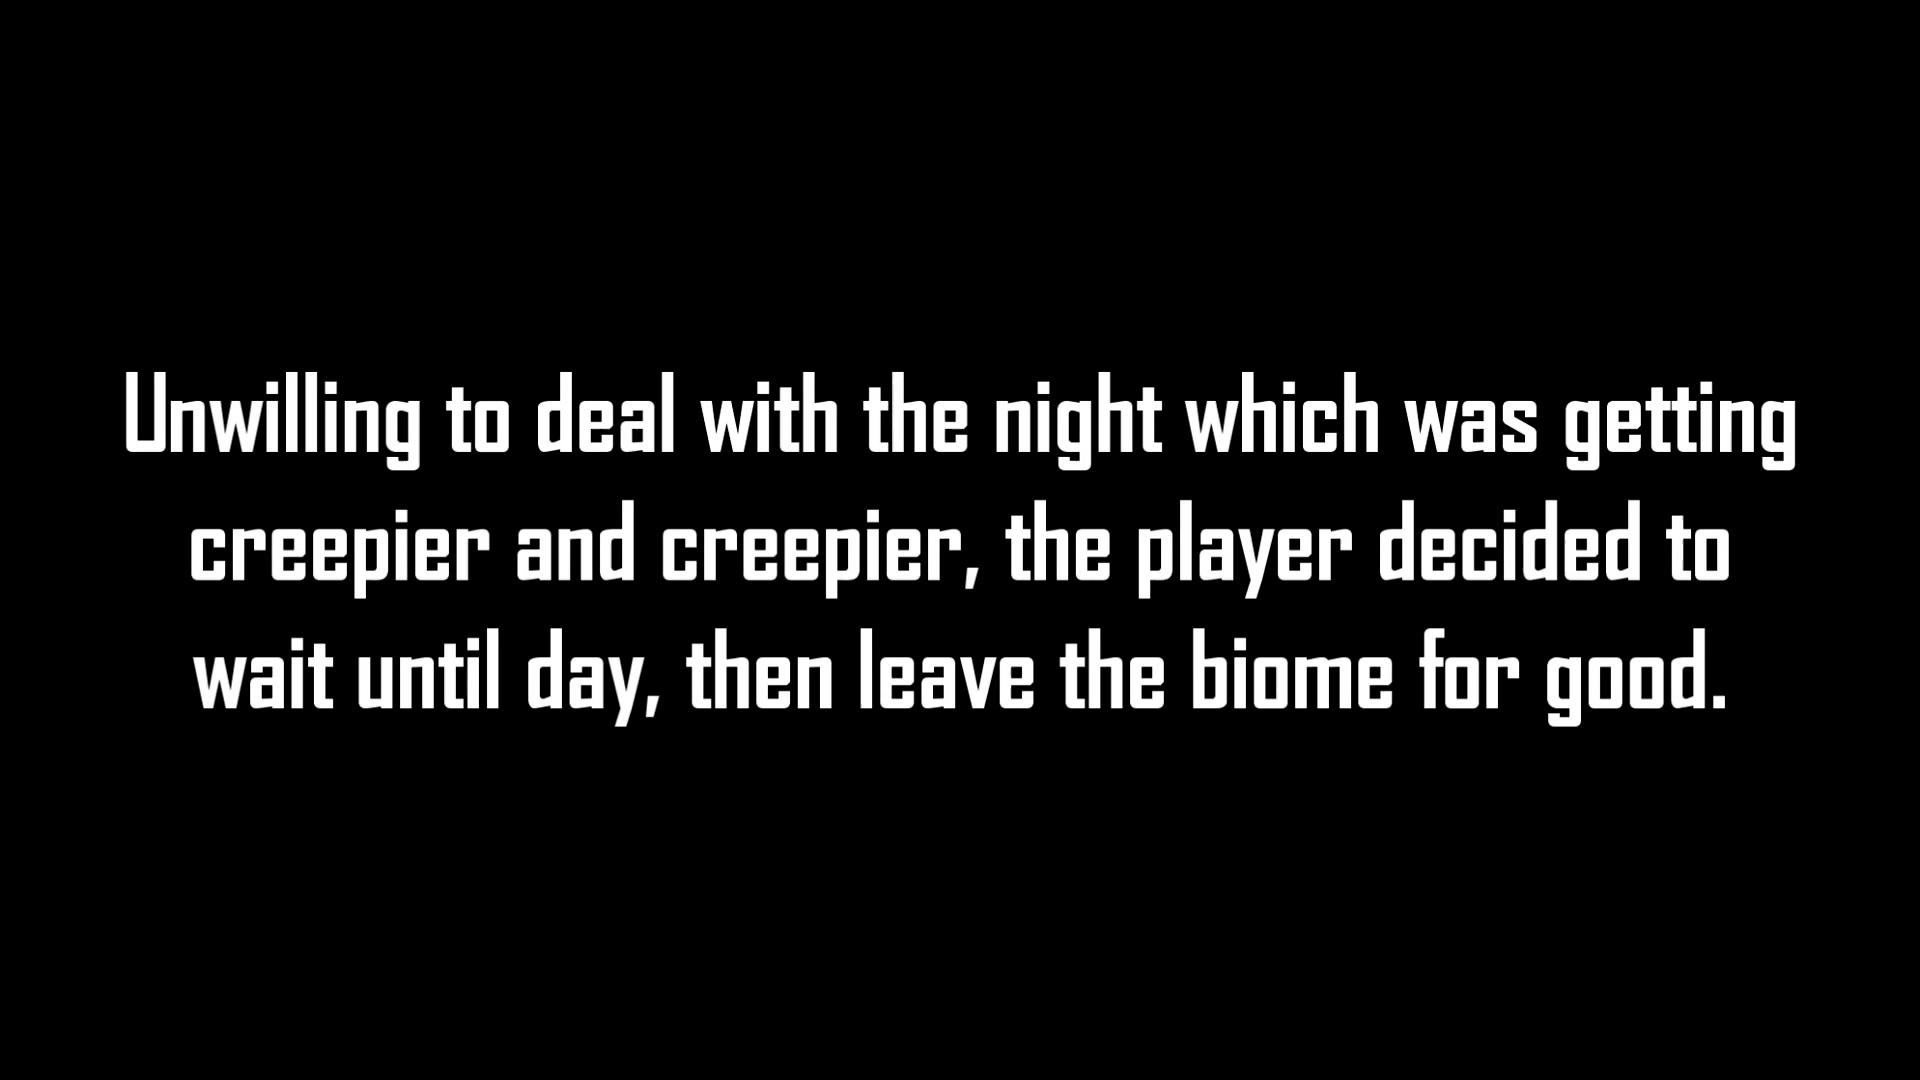 Unwilling to deal with the night which was getting
creepier and creepier, the player decided to
wait until day, then leave the biome for good.